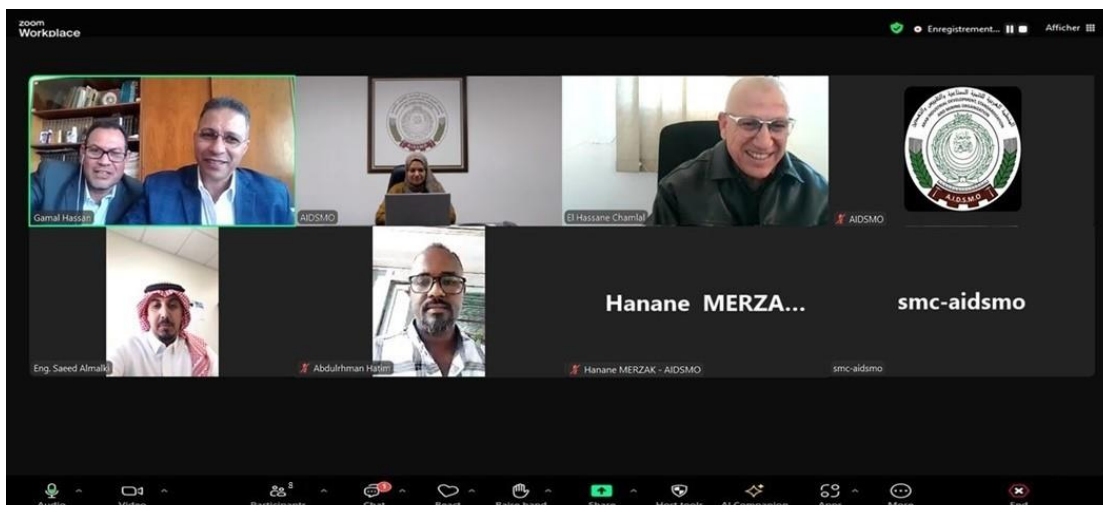 zoom
Workplace
Enregistrement...
Afficher
Gamal Hassan
AIDSMO
El Hassane Chamlal
AIDSMO
A.I.D.S.M.O
Eng. Saeed Almalki
Abdulrhman Hatim
Hanane MERZA...
Hanane MERZAK - AIDSMO
smc-aidsmo
smc-aidsmo
8
1
Audio
Video
Participants
Chat
React
Raise hand
Share
Host tools
AI Companion
Apps
More
End